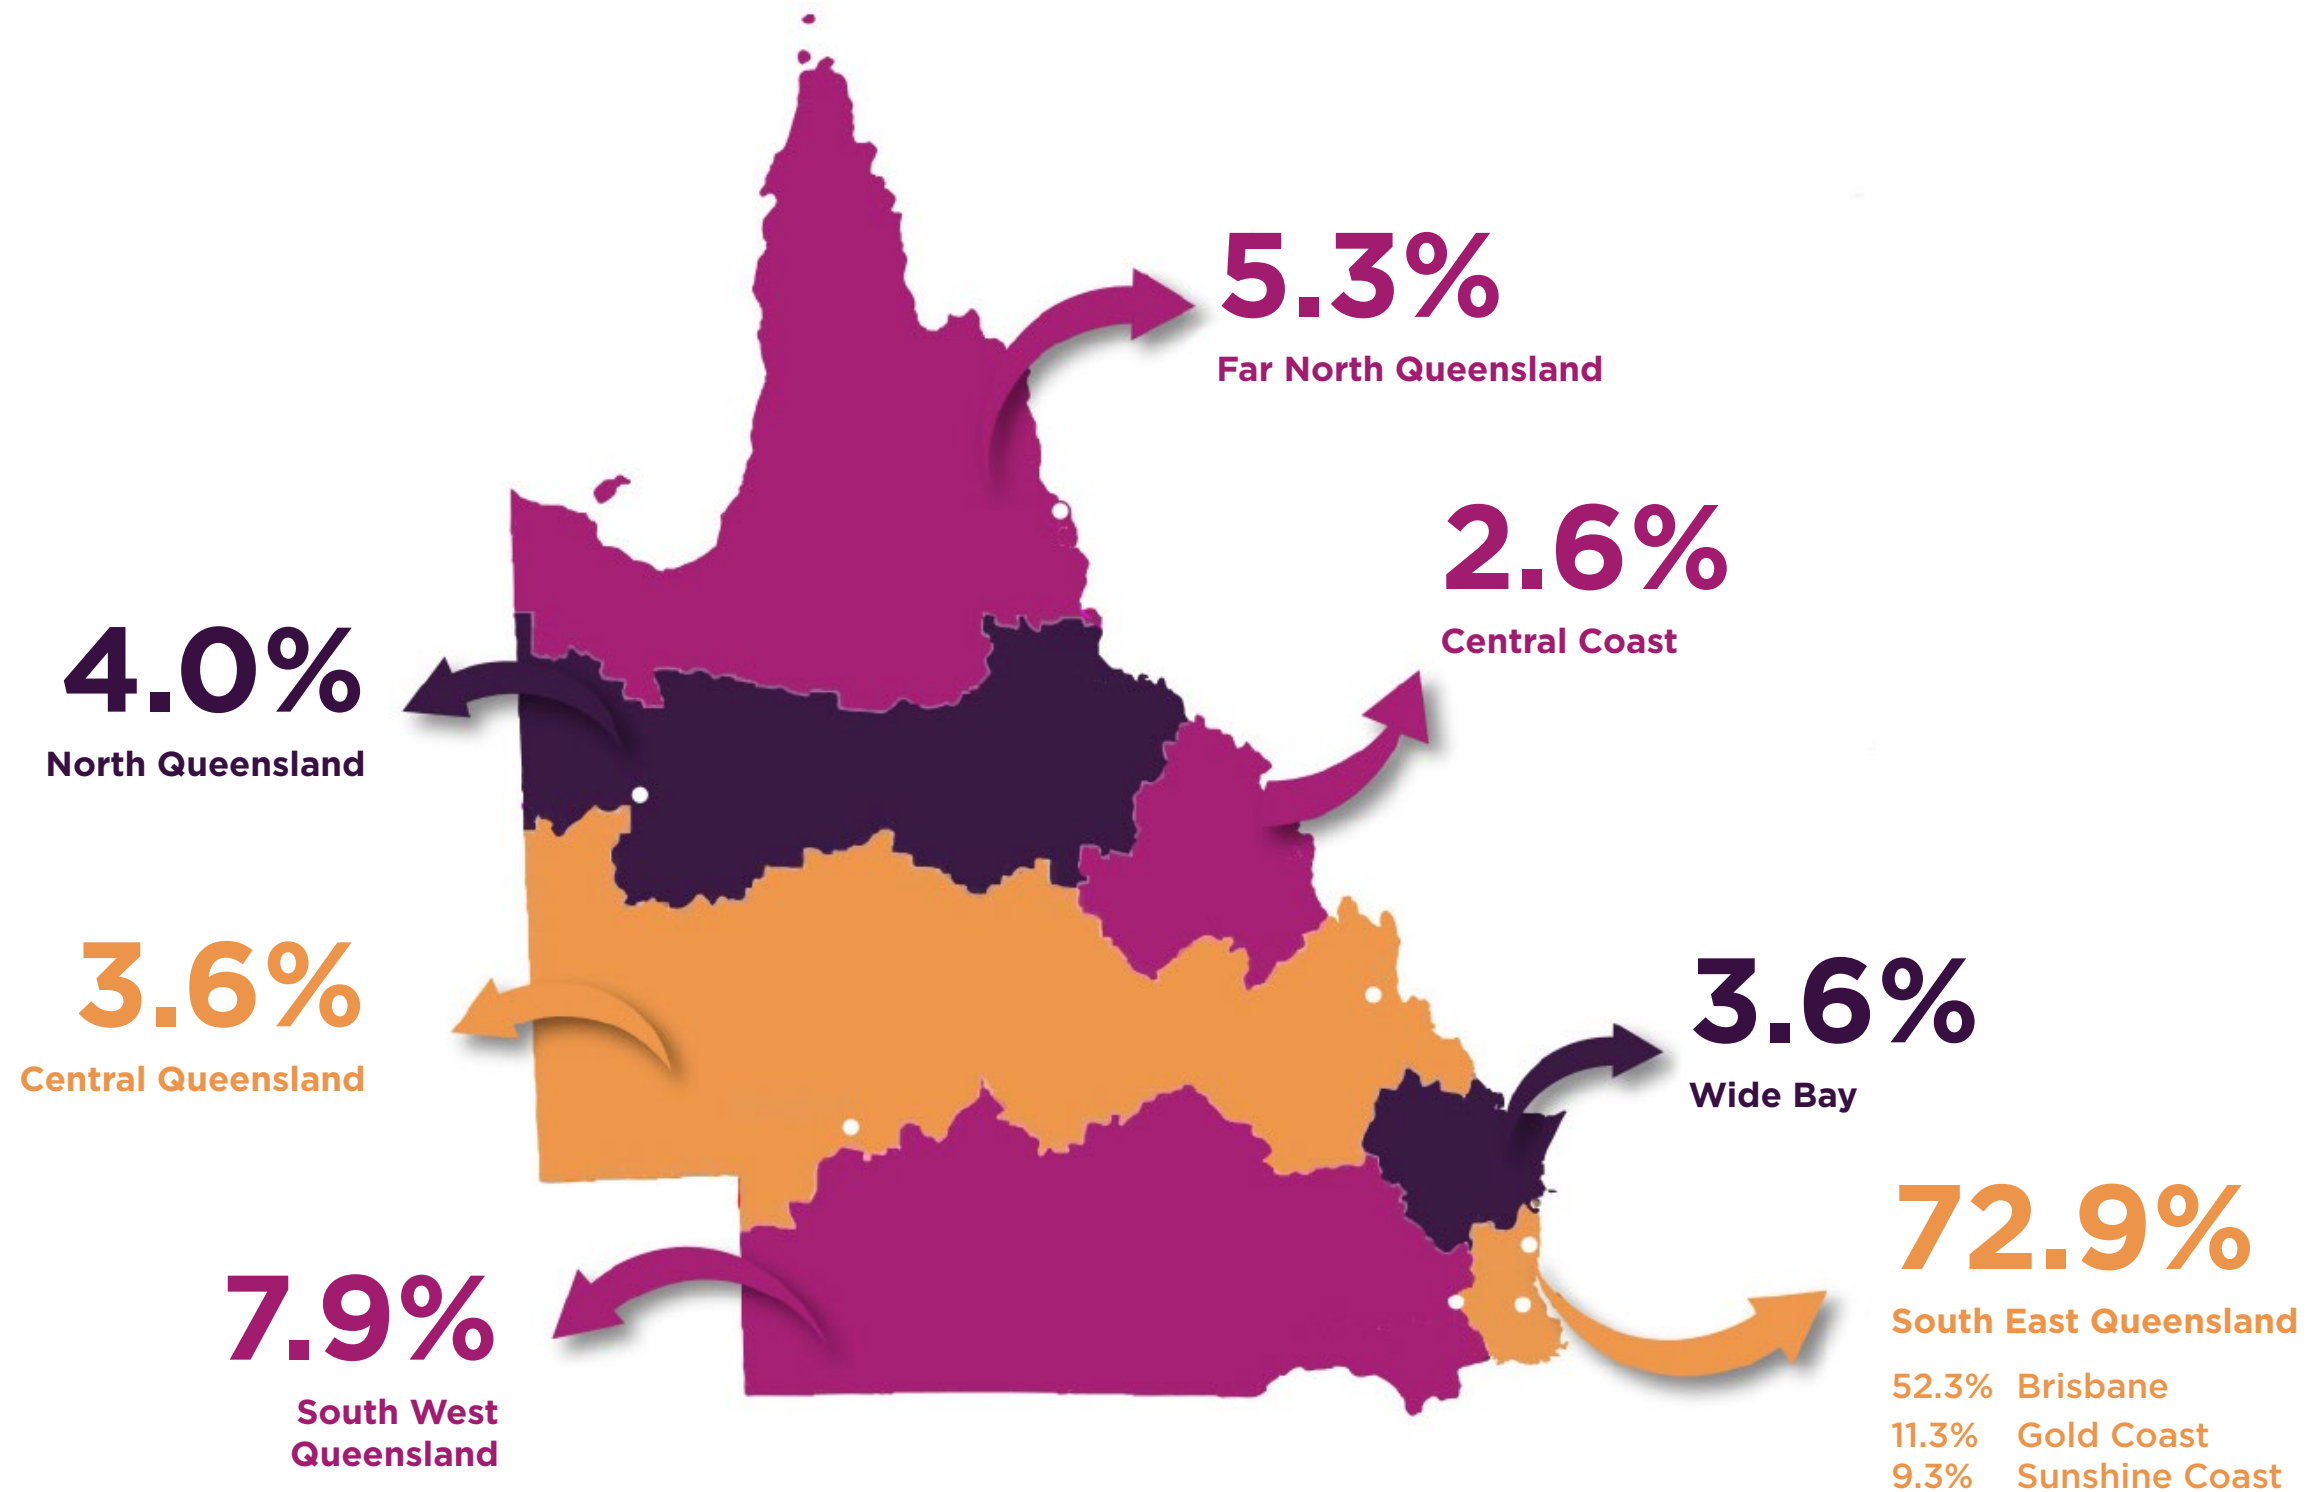 5.3%
Far North Queensland
2.6%
Central Coast
4.0%
North Queensland
3.6%
Central Queensland
3.6%
Wide Bay
7.9%
South West
Queensland
72.9%
South East Queensland
52.3% Brisbane
11.3% Gold Coast
9.3% Sunshine Coast